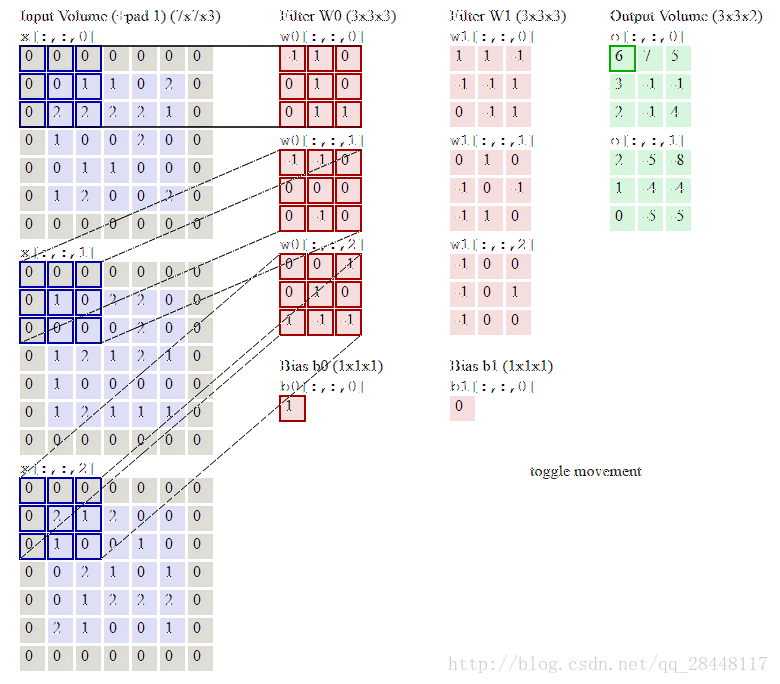 Input Volume (+pad 1) (7x7x3)
x[:,:,0]
0 0 0 0 0 0 0
0 0 1 1 0 2 0
0 2 2 2 2 1 0
0 1 0 0 2 0 0
0 0 1 1 0 0 0
0 1 2 0 0 2 0
0 0 0 0 0 0 0
x[:,:,1]
0 0 0 0 0 0 0
0 1 0 2 2 0 0
0 0 0 0 2 0 0
0 1 2 1 2 1 0
0 1 0 0 0 0 0
0 1 2 1 1 1 0
0 0 0 0 0 0 0
x[:,:,2]
0 0 0 0 0 0 0
0 2 1 2 0 0 0
0 1 0 0 1 0 0
0 0 2 1 0 1 0
0 0 1 2 2 2 0
0 2 1 0 0 1 0
0 0 0 0 0 0 0
Filter W0 (3x3x3)
w0[:,:,0]
-1 1 0
0 1 0
0 1 1
w0[:,:,1]
-1 -1 0
0 0 0
0 -1 0
w0[:,:,2]
0 0 -1
0 1 0
1 -1 -1
Bias b0 (1x1x1)
b0[:,:,0]
1
Filter W1 (3x3x3)
w1[:,:,0]
1 1 -1
-1 -1 1
0 -1 1
w1[:,:,1]
0 1 0
-1 0 -1
-1 1 0
w1[:,:,2]
-1 0 0
-1 0 1
-1 0 0
Bias b1 (1x1x1)
b1[:,:,0]
0
Output Volume (3x3x2)
o[:,:,0]
6 7 5
3 -1 -1
2 -1 4
o[:,:,1]
2 -5 -8
1 -4 -4
0 -5 -5
toggle movement
http://blog.csdn.net/qq_28448117